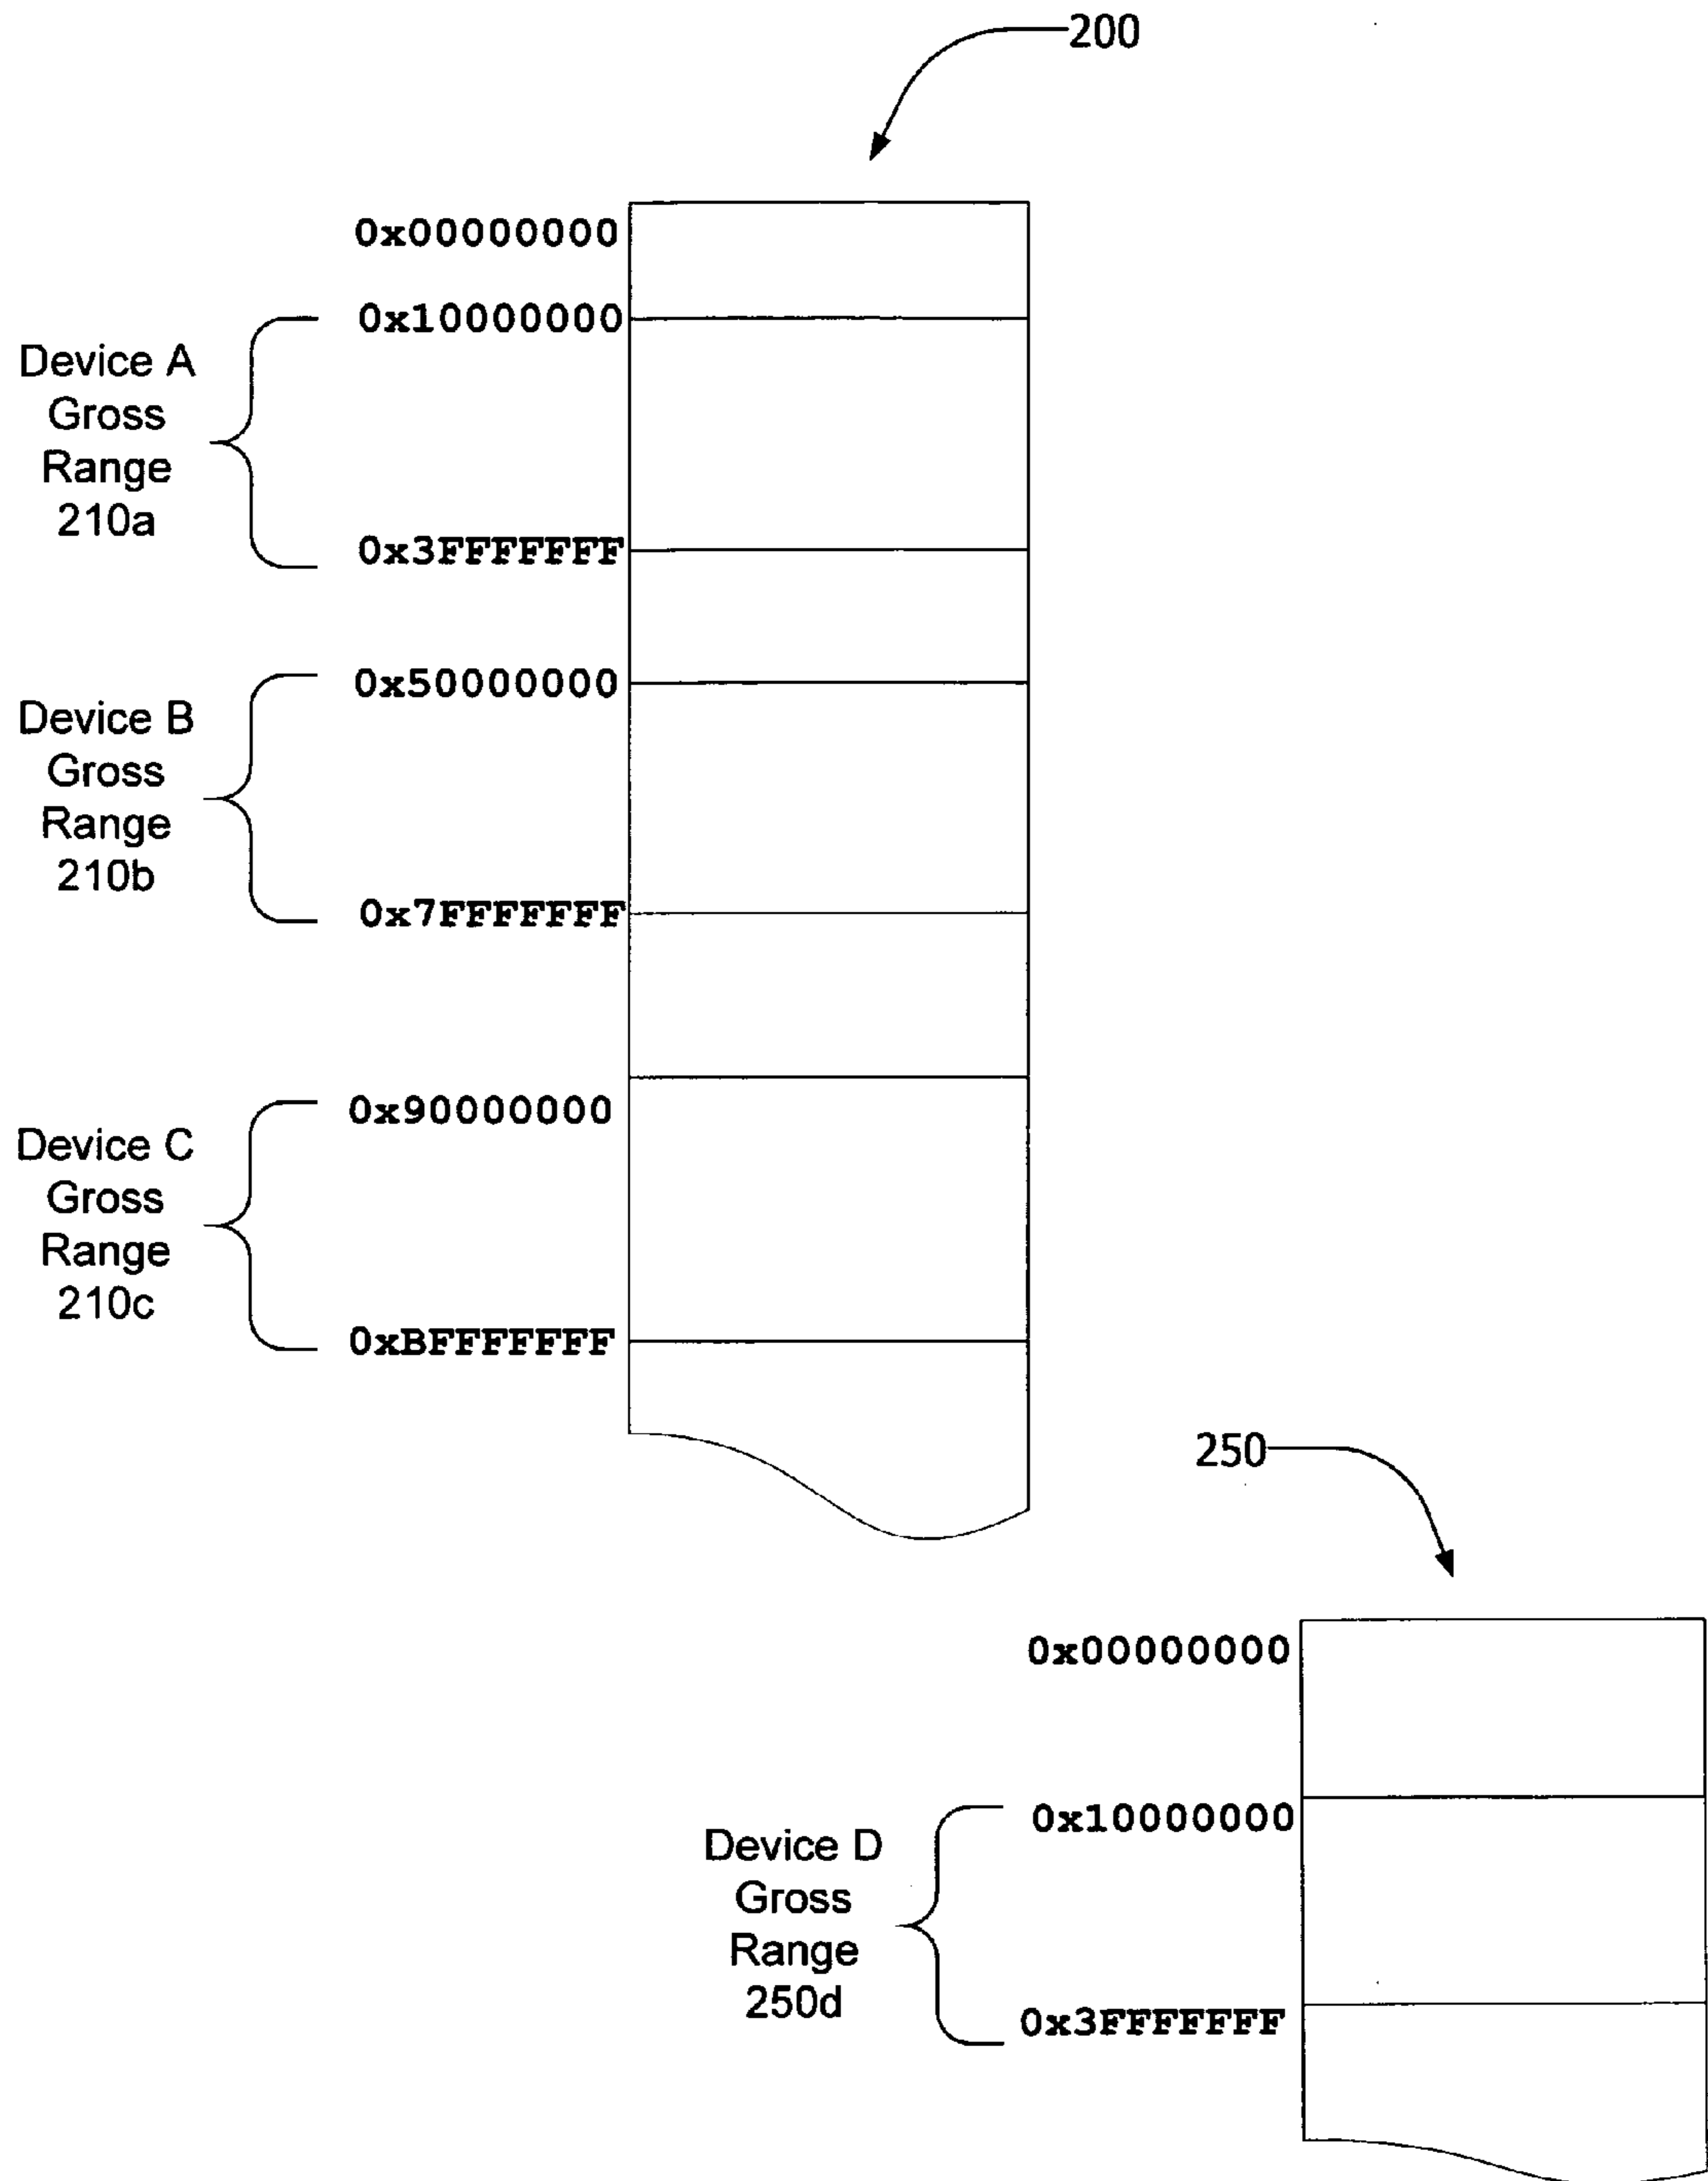 200
0x00000000
0x10000000
Device A
Gross
Range
210a
0x3FFFFFFF
0x50000000
Device B
Gross
Range
210b
0x7FFFFFFF
0x90000000
Device C
Gross
Range
210c
0xBFFFFFFF
250
0x00000000
0x10000000
Device D
Gross
Range
250d
0x3FFFFFFF